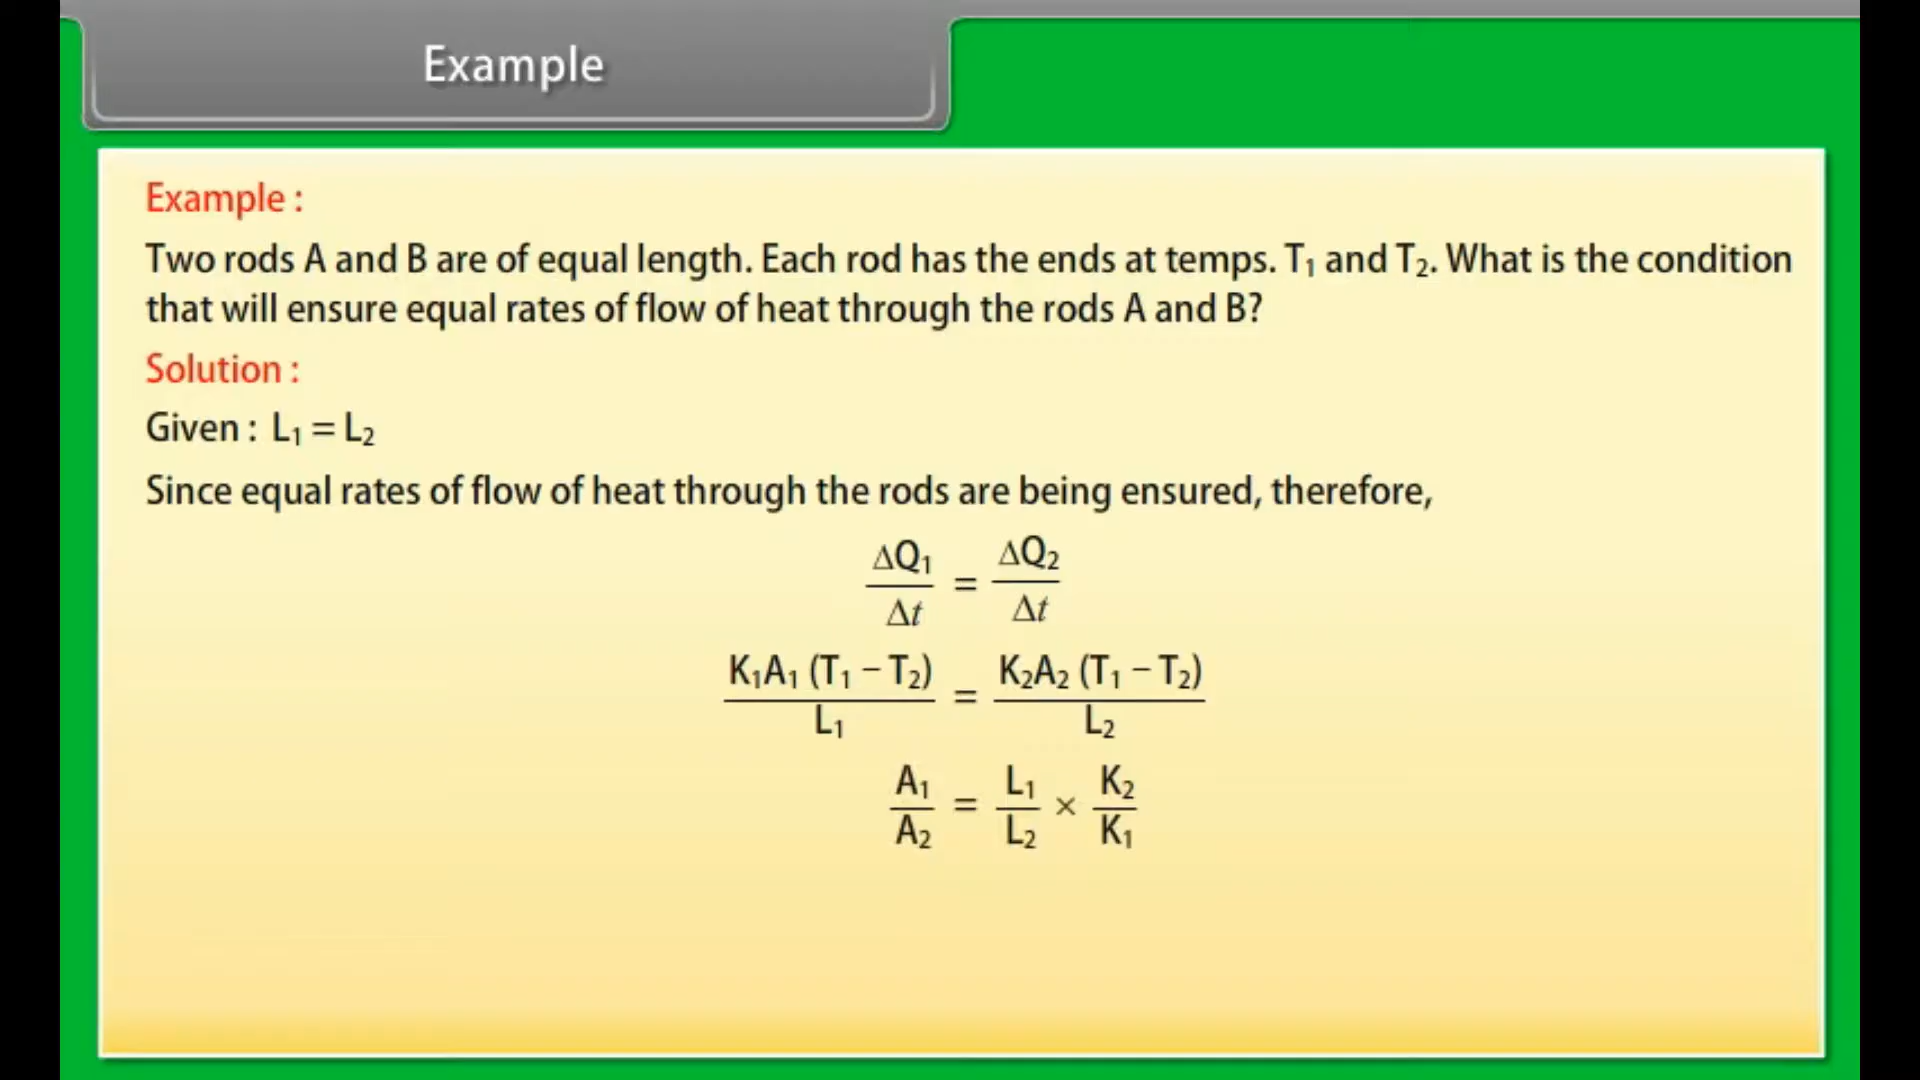 Example
Example :
Two rods A and B are of equal length. Each rod has the ends at temps. T₁ and T₂. What is the condition
that will ensure equal rates of flow of heat through the rods A and B?
Solution :
Given : L₁ = L₂
Since equal rates of flow of heat through the rods are being ensured, therefore,
ΔQ₁/Δt = ΔQ₂/Δt
K₁A₁ (T₁ − T₂)/L₁ = K₂A₂ (T₁ − T₂)/L₂
A₁/A₂ = L₁/L₂ × K₂/K₁